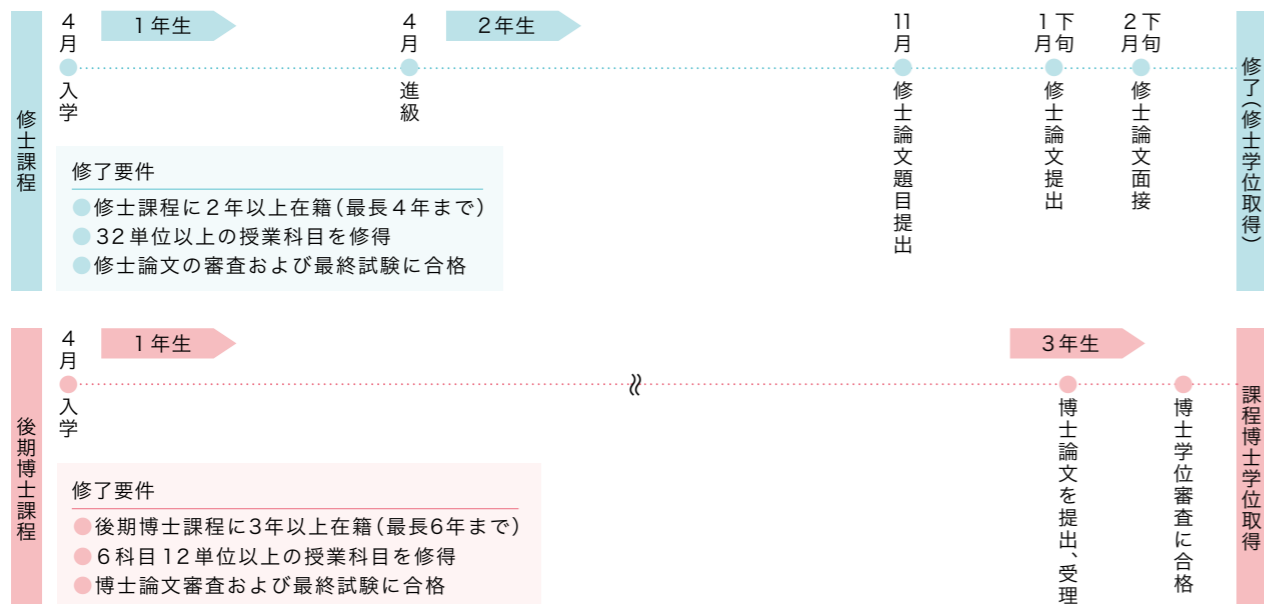 修士課程
4月
入学
1年生
4月
進級
2年生
11月
修士論文題目提出
1月下旬
修士論文提出
2月下旬
修士論文面接
修了（修士学位取得）
修了要件
●修士課程に2年以上在籍（最長4年まで）
●32単位以上の授業科目を修得
●修士論文の審査および最終試験に合格
後期博士課程
4月
入学
1年生
3年生
博士論文を提出、受理
博士学位審査に合格
課程博士学位取得
修了要件
●後期博士課程に3年以上在籍（最長6年まで）
●6科目12単位以上の授業科目を修得
●博士論文審査および最終試験に合格